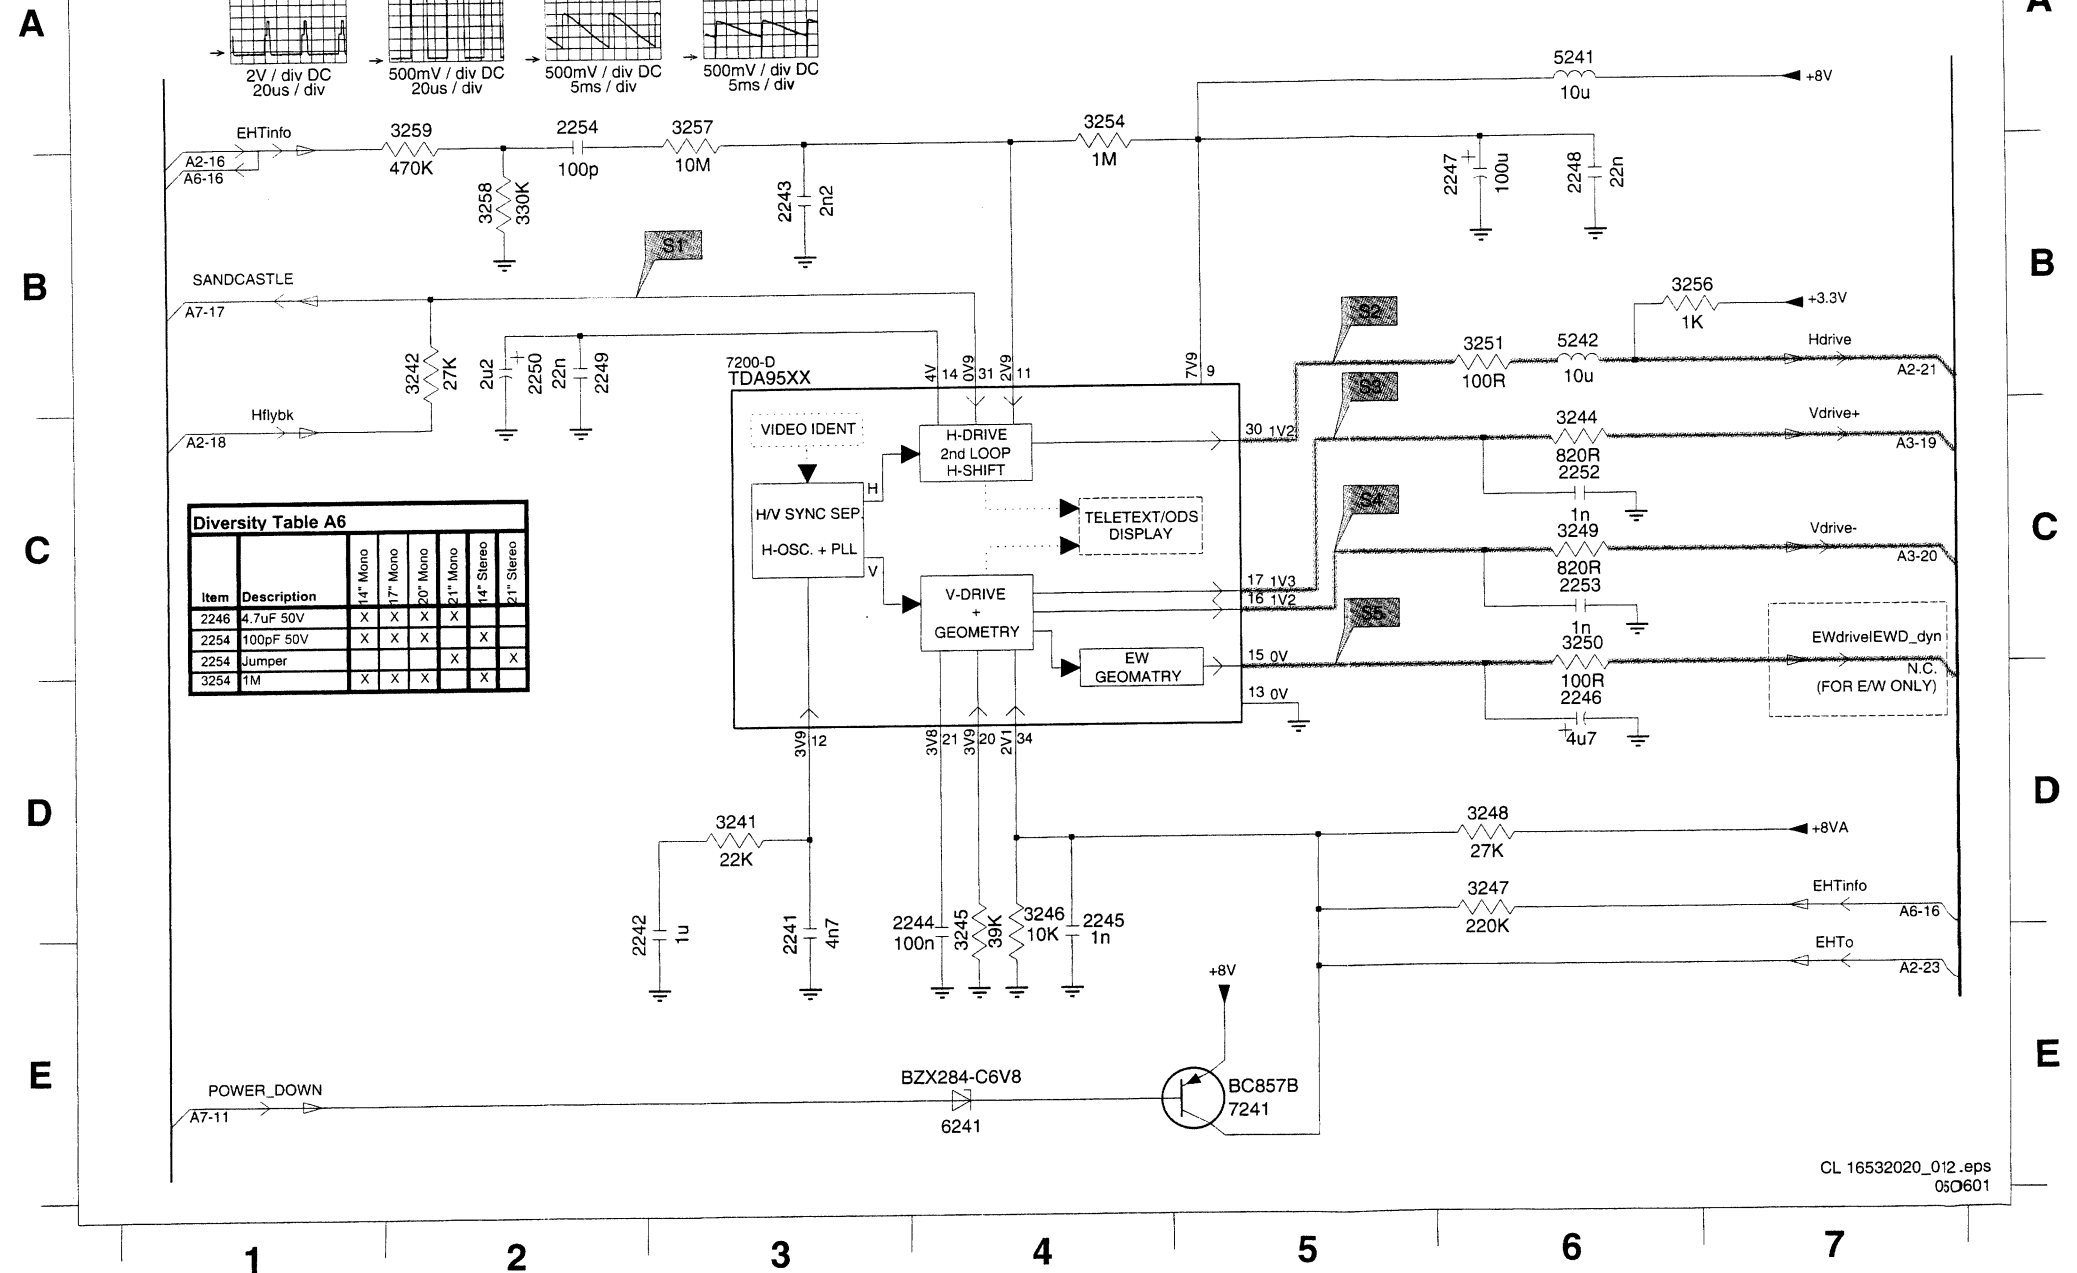 A
A
2V / div DC
20us / div
500mV / div DC
20us / div
500mV / div DC
5ms / div
500mV / div DC
5ms / div
5241
10u
+8V
EHTinfo
A2-16
A6-16
3259
470K
2254
100p
3257
10M
3254
1M
3258
330K
2243
2n2
2247
+
100u
2248
22n
S1
B
B
SANDCASTLE
A7-17
3256
1K
+3.3V
S2
3242
27K
2u2
+
2250
22n
2249
7200-D
TDA95XX
4V
14
0V9
31
2V9
11
7V9
9
3251
100R
5242
10u
Hdrive
A2-21
S3
Hflybk
A2-18
VIDEO IDENT
H-DRIVE
2nd LOOP
H-SHIFT
30 1V2
3244
820R
Vdrive+
A3-19
2252
1n
H
H/V SYNC SEP.
H-OSC. + PLL
V
TELETEXT/ODS
DISPLAY
S4
C
C
3249
820R
Vdrive-
A3-20
2253
1n
Diversity Table A6
Item
Description
14" Mono
17" Mono
20" Mono
21" Mono
14" Stereo
21" Stereo
2246 4.7uF 50V X X X X
2254 100pF 50V X X X X
2254 Jumper X X
3254 1M X X X X
V-DRIVE
+
GEOMETRY
17 1V3
16 1V2
S5
EW
GEOMATRY
15 0V
13 0V
3250
100R
2246
+
4u7
EWdrive|EWD_dyn
N.C.
(FOR E/W ONLY)
3V9
12
3V8
21
3V9
20
2V1
34
D
D
3241
22K
3248
27K
+8VA
2242
1u
2241
4n7
2244
100n
3245
39K
3246
10K
2245
1n
3247
220K
EHTinfo
A6-16
EHTo
A2-23
+8V
E
E
POWER_DOWN
A7-11
BZX284-C6V8
6241
BC857B
7241
CL 16532020_012.eps
1
2
3
4
5
6
7